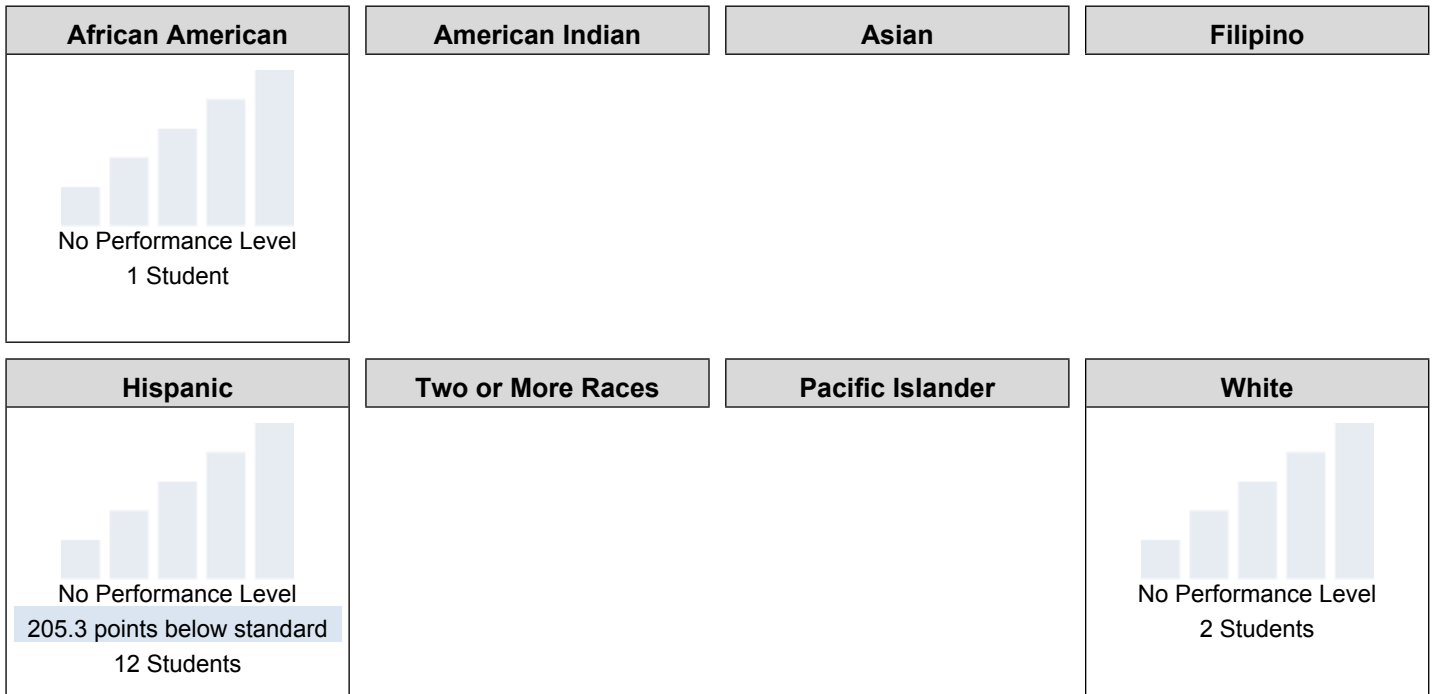 African American
American Indian
Asian
Filipino
No Performance Level
1 Student
Hispanic
Two or More Races
Pacific Islander
White
No Performance Level
205.3 points below standard
12 Students
No Performance Level
2 Students